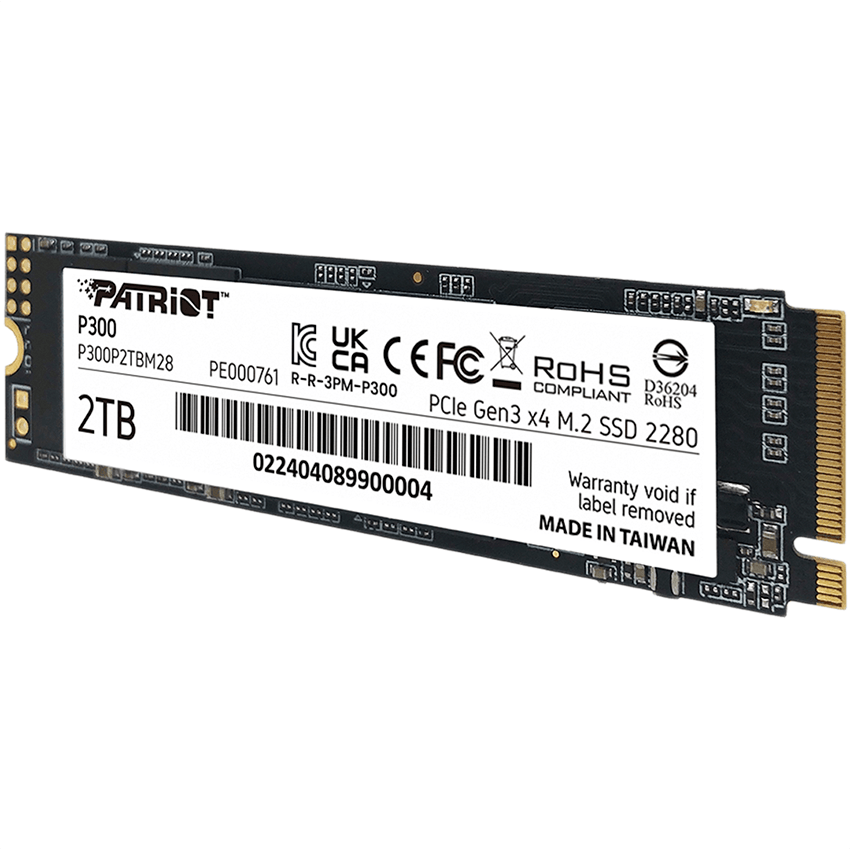 PATRIOT™
P300
P300P2TBM28
PE000761
UK
CA
CE FC
R-R-3PM-P300
RoHS
COMPLIANT
D36204
RoHS
2TB
PCIe Gen3 x4 M.2 SSD 2280
022404089900004
Warranty void if
label removed
MADE IN TAIWAN